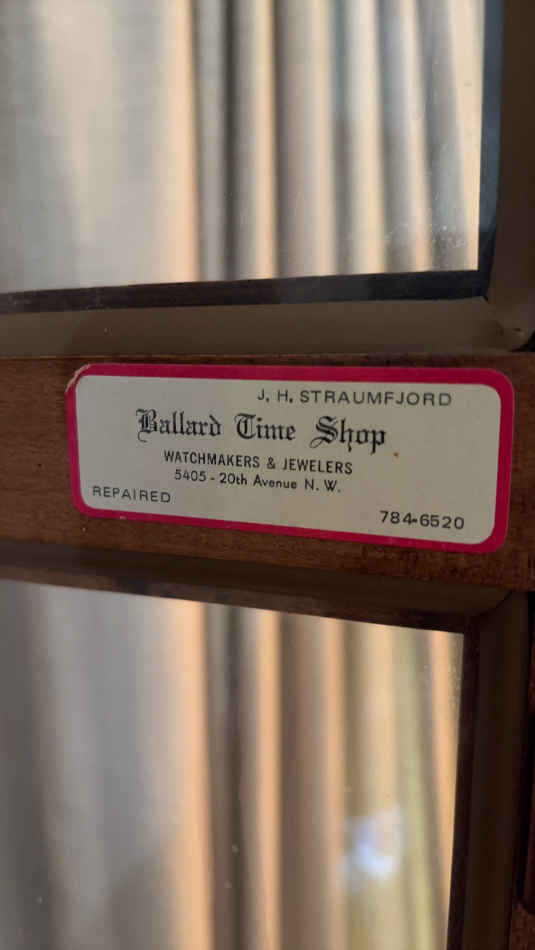 J. H. STRAUMFJORD
Ballard Time Shop
WATCHMAKERS & JEWELERS
5405 - 20th Avenue N. W.
REPAIRED
784-6520